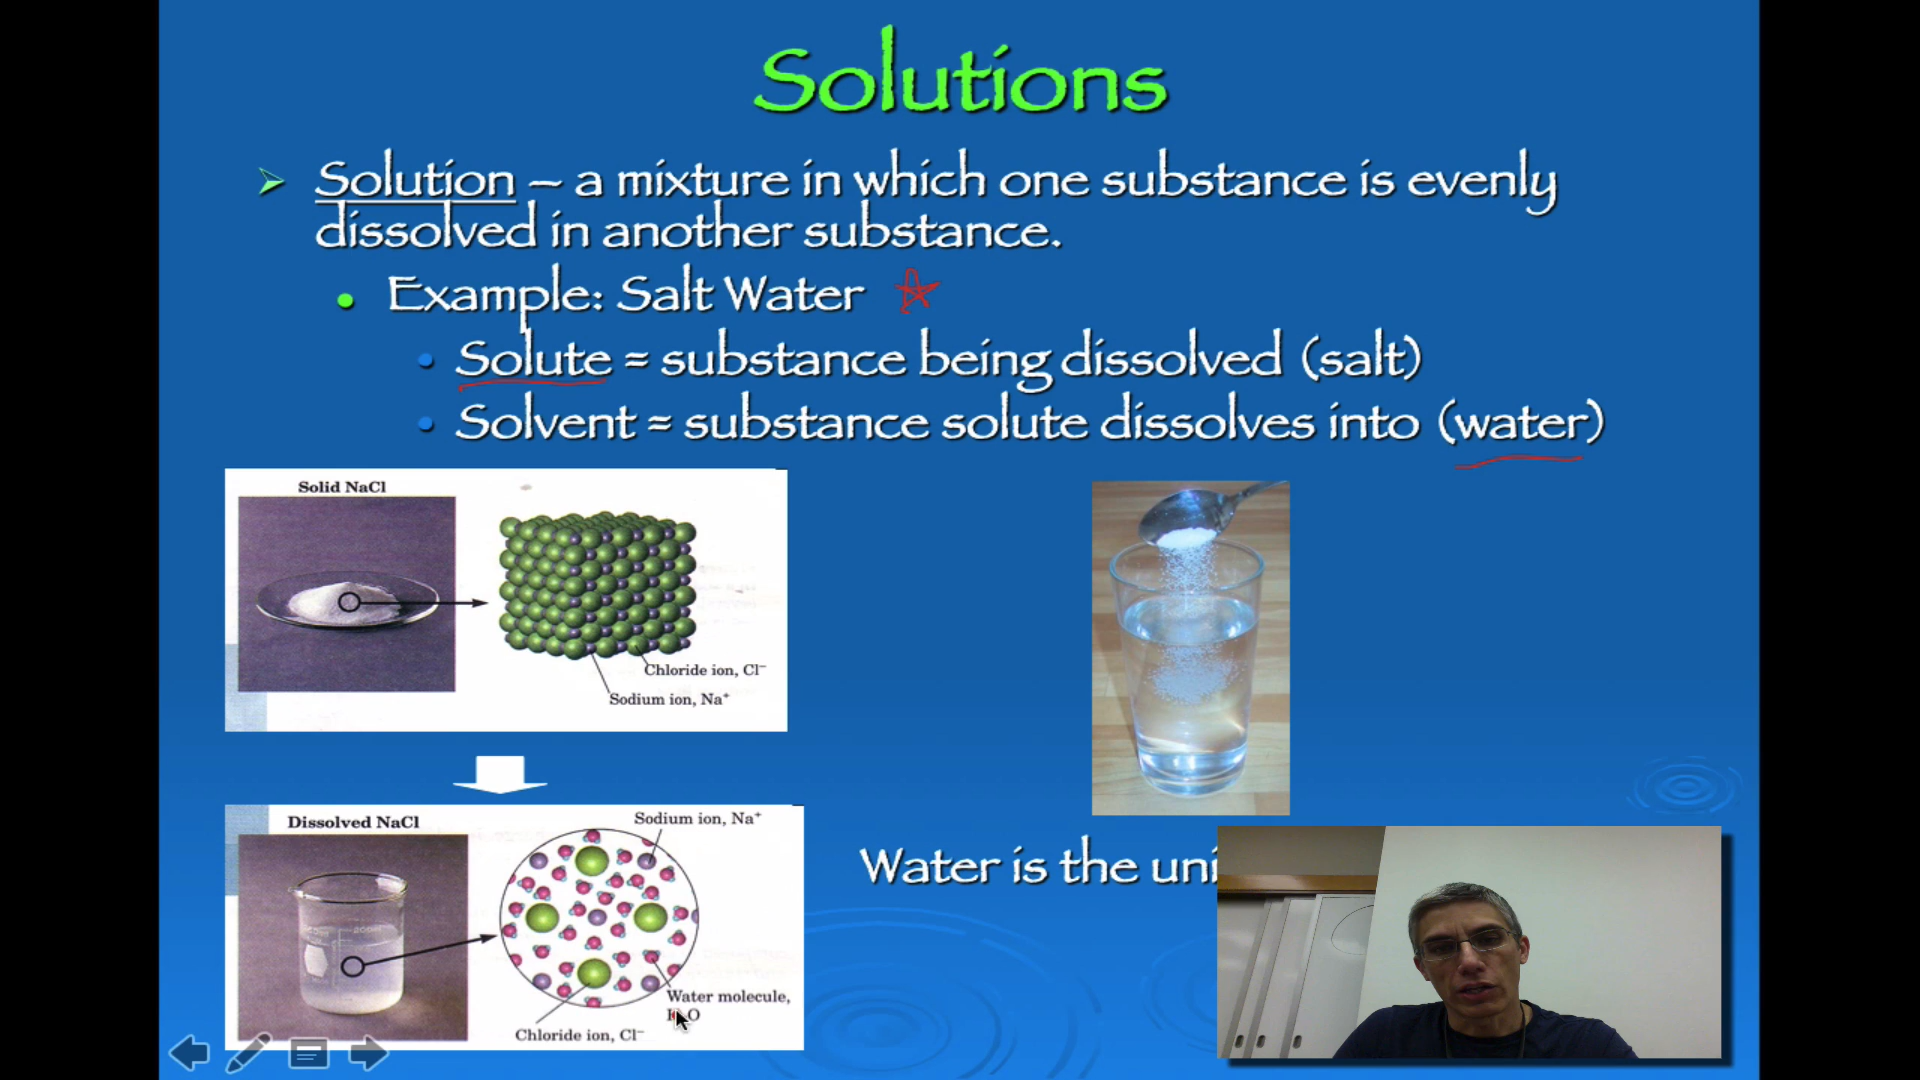 Solutions
Solution – a mixture in which one substance is evenly
dissolved in another substance.
Example: Salt Water
Solute = substance being dissolved (salt)
Solvent = substance solute dissolves into (water)
Solid NaCl
Chloride ion, Cl⁻
Sodium ion, Na⁺
Dissolved NaCl
Sodium ion, Na⁺
Water molecule,
Chloride ion, Cl⁻
Water is the